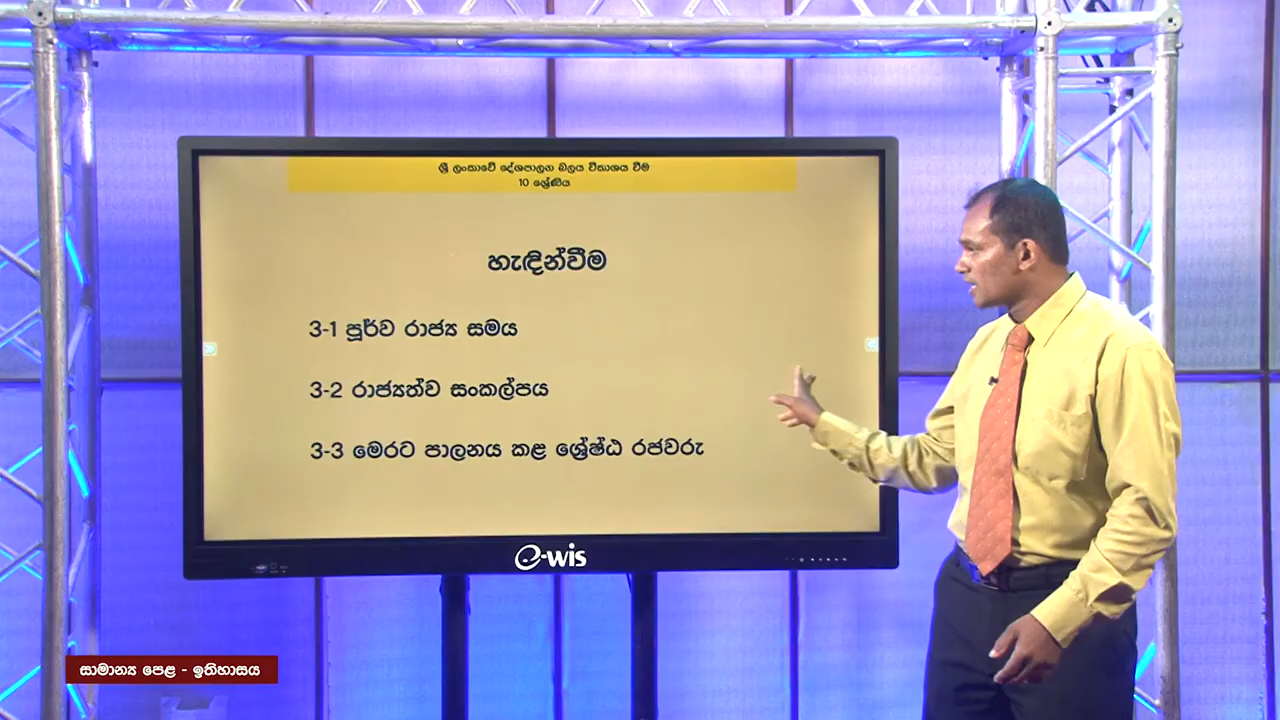 ශ්‍රී ලංකාවේ දේශපාලන බලය විකාශය වීම
10 ශ්‍රේණිය
හැඳින්වීම
3-1 පූර්ව රාජ්‍ය සමය
3-2 රාජ්‍යත්ව සංකල්පය
3-3 මෙරට පාලනය කළ ශ්‍රේෂ්ඨ රජවරු
e-wis
සාමාන්‍ය පෙළ - ඉතිහාසය